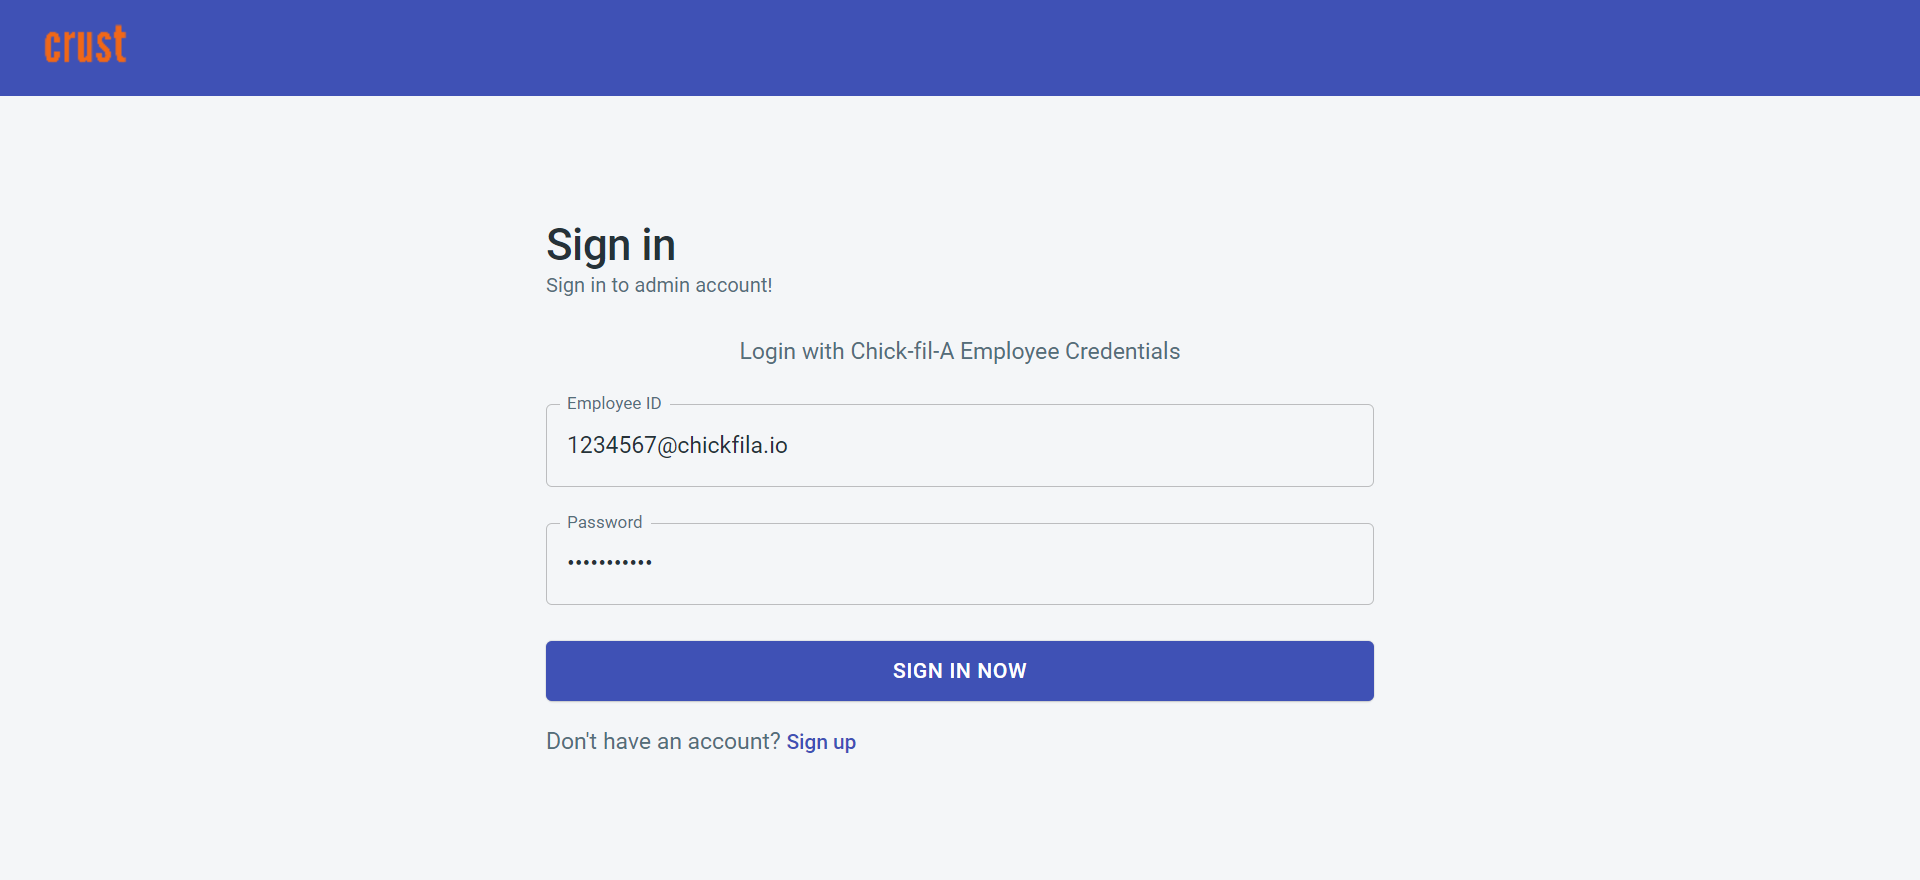 crust
Sign in
Sign in to admin account!
Login with Chick-fil-A Employee Credentials
Employee ID
1234567@chickfila.io
Password
•••••••••••
SIGN IN NOW
Don't have an account? Sign up